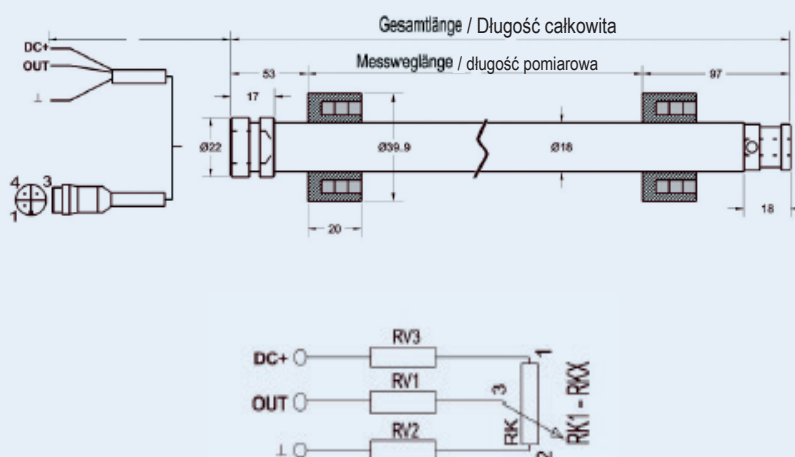 Gesamtlänge / Długość całkowita
DC+
OUT
⊥
53
Messweglänge / długość pomiarowa
97
17
Ø22
Ø39.9
Ø18
4 3
1
20
18
RV3
DC+
1
RV1
OUT
3
RK
RK1 - RKX
RV2
⊥
2